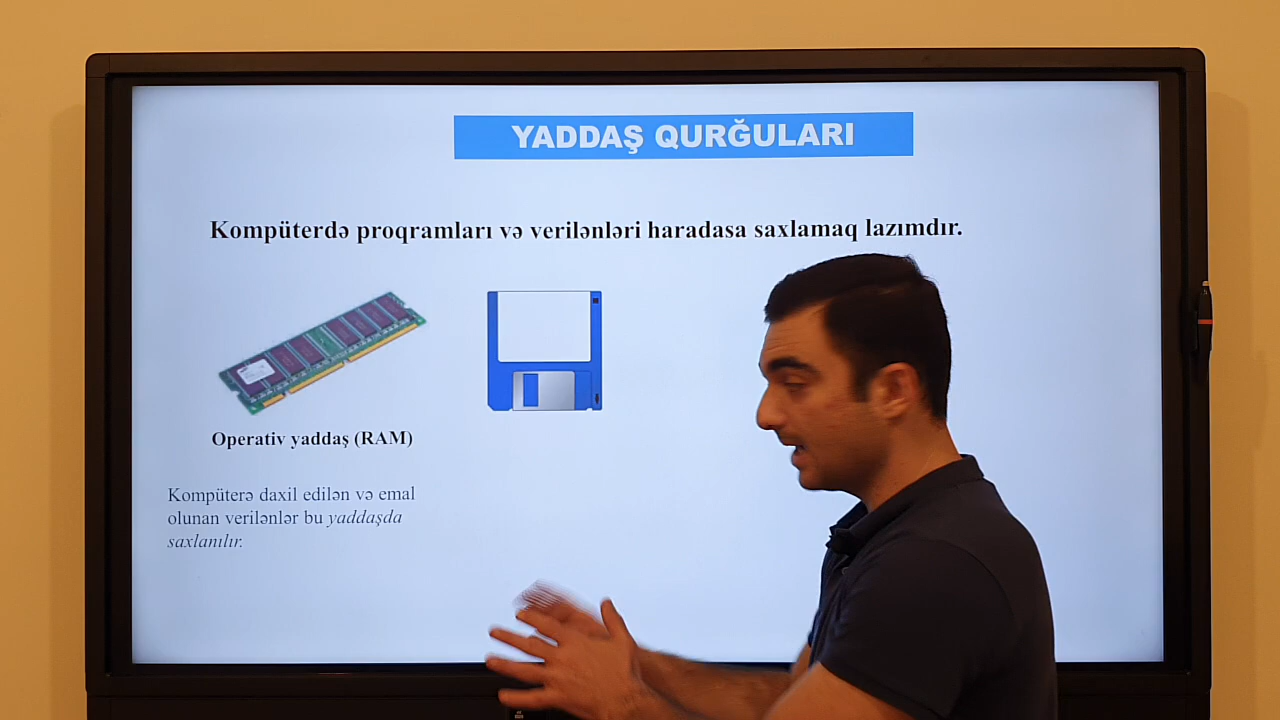 YADDAŞ QURĞULARI
Kompüterdə proqramları və verilənləri haradasa saxlamaq lazımdır.
Operativ yaddaş (RAM)
Kompüterə daxil edilən və emal
olunan verilənlər bu yaddaşda
saxlanılır.